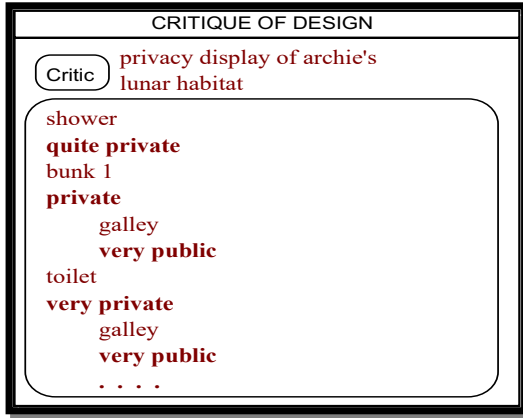 CRITIQUE OF DESIGN
Critic
privacy display of archie's
lunar habitat
shower
quite private
bunk 1
private
galley
very public
toilet
very private
galley
very public
. . . .